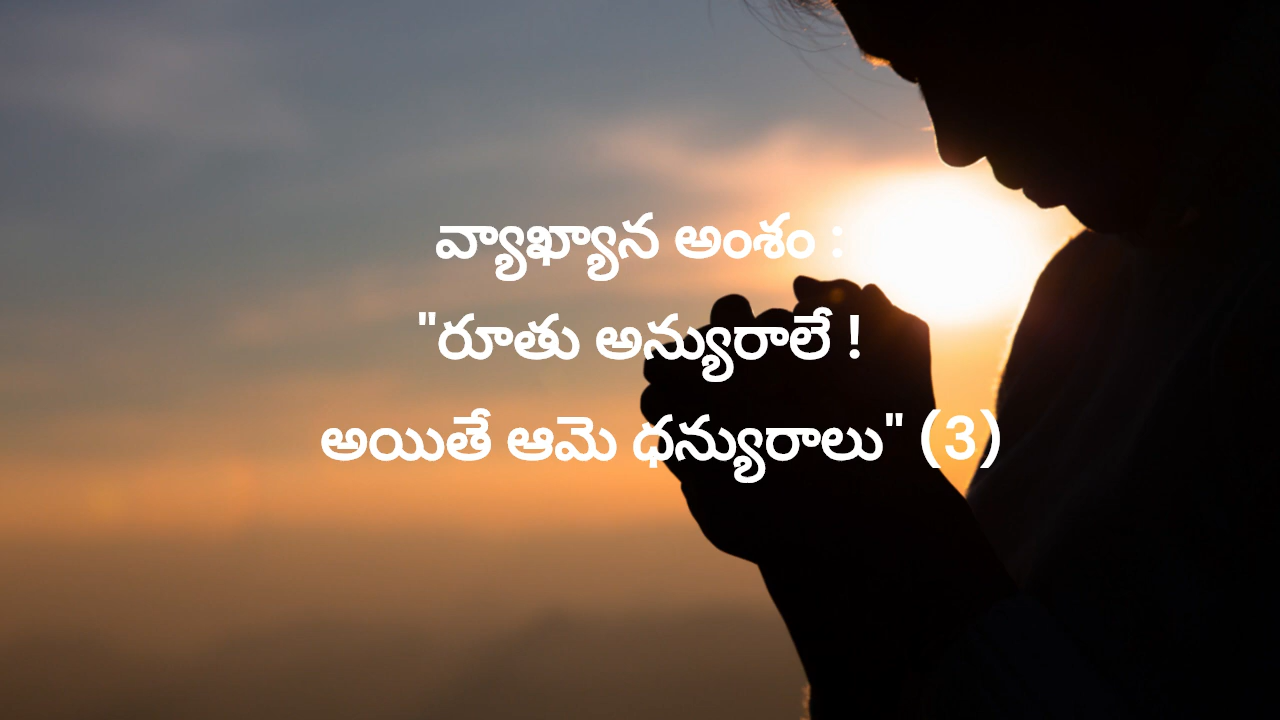 వ్యాఖ్యాన అంశం :
"రూతు అన్యురాలే !
అయితే ఆమె ధన్యురాలు" (3)